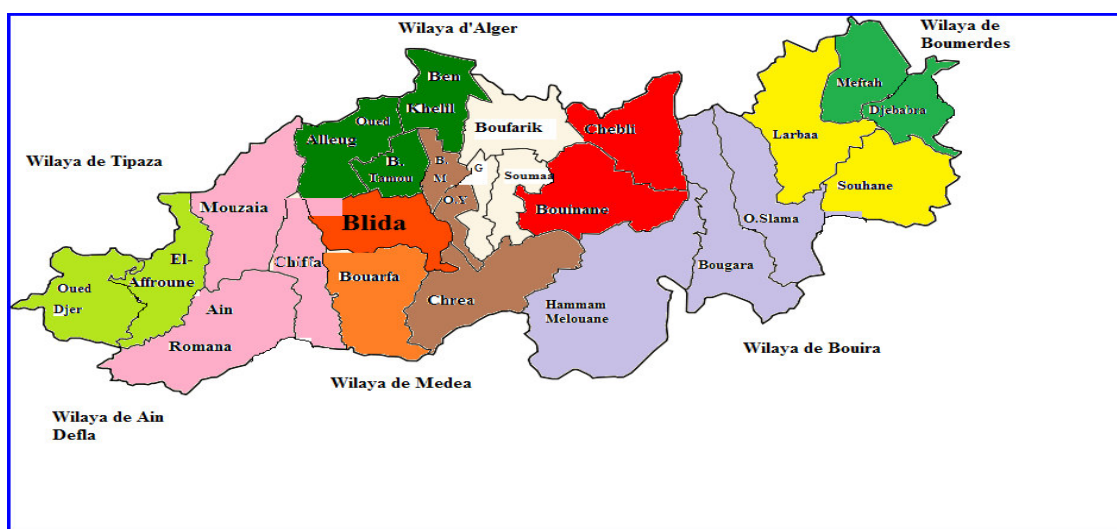 Wilaya d'Alger
Wilaya de
Boumerdes
Ben
Khelil
Meftah
Oued
Alleug
Boufarik
Chebli
Djebabra
Larbaa
Wilaya de Tipaza
B.
Tamou
B.
M
G
Soumaa
Souhane
O.Y
Mouzaia
Blida
Bouinane
O.Slama
El-
Affroune
Chiffa
Bouarfa
Bougara
Oued
Djer
Ain
Romana
Chrea
Hammam
Melouane
Wilaya de Bouira
Wilaya de Medea
Wilaya de Ain
Defla